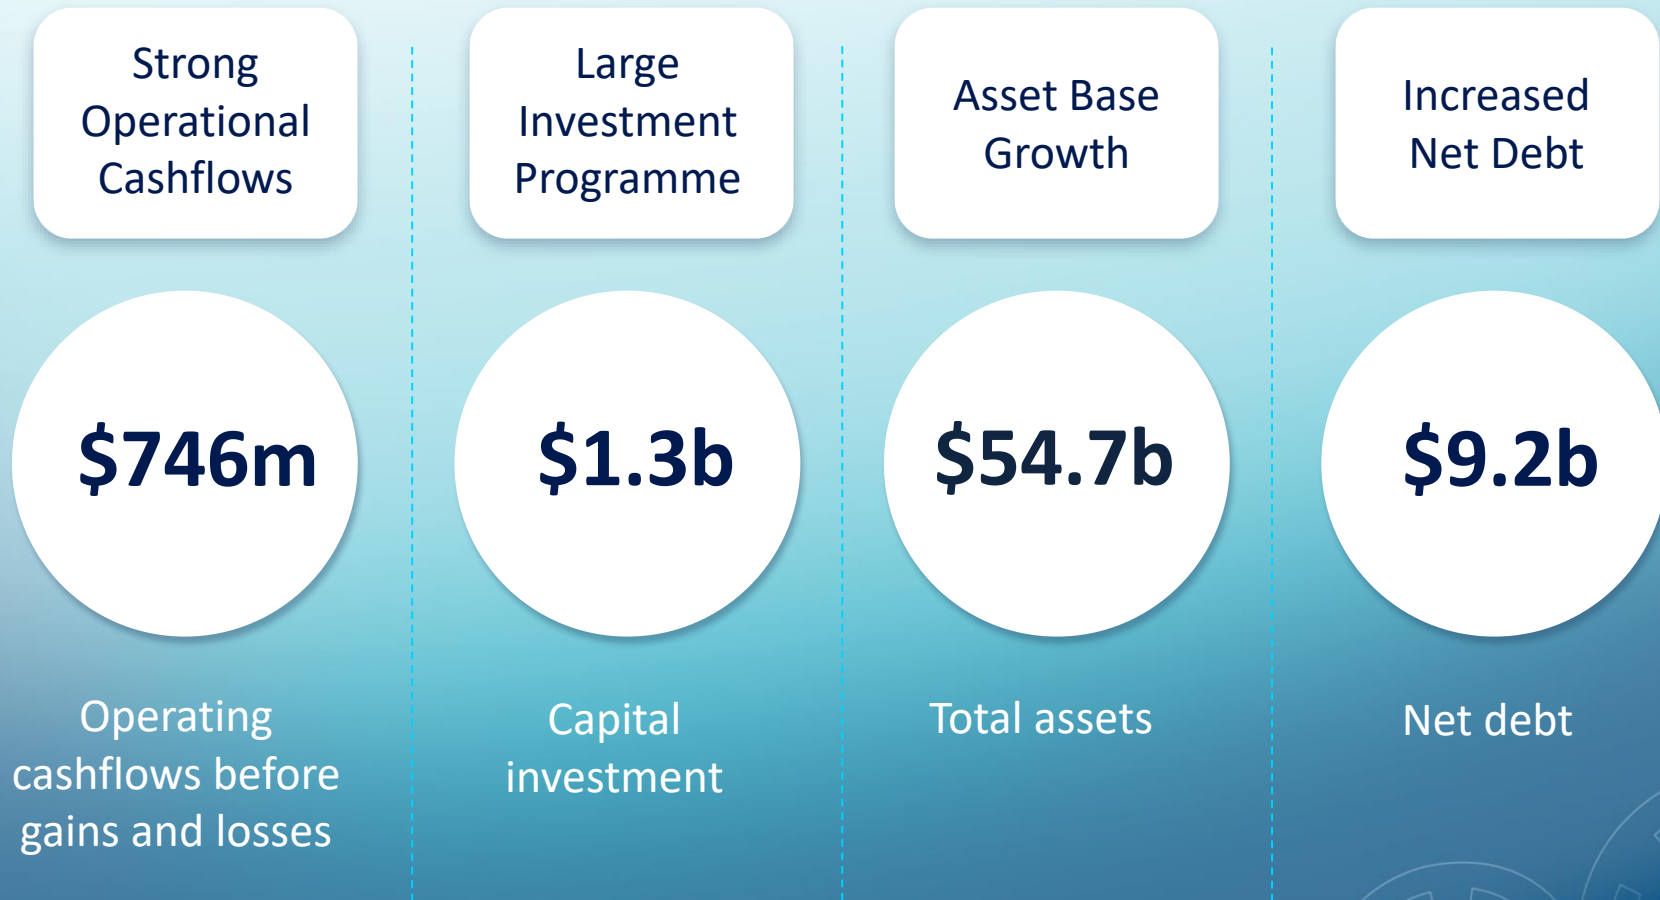 Strong
Operational
Cashflows
Large
Investment
Programme
Asset Base
Growth
Increased
Net Debt
$746m
$1.3b
$54.7b
$9.2b
Operating
cashflows before
gains and losses
Capital
investment
Total assets
Net debt